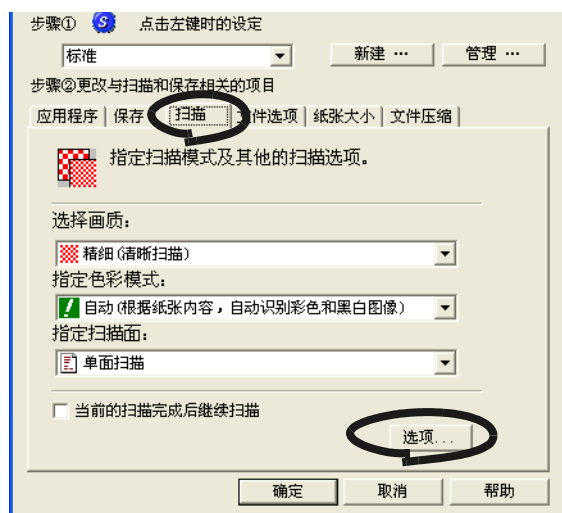 步骤① S 点击左键时的设定
标准 新建 … 管理 …
步骤②更改与扫描和保存相关的项目
应用程序 保存 扫描 文件选项 纸张大小 文件压缩
指定扫描模式及其他的扫描选项。
选择画质:
精细(清晰扫描)
指定色彩模式:
自动(根据纸张内容，自动识别彩色和黑白图像)
指定扫描面:
单面扫描
当前的扫描完成后继续扫描
选项...
确定 取消 帮助